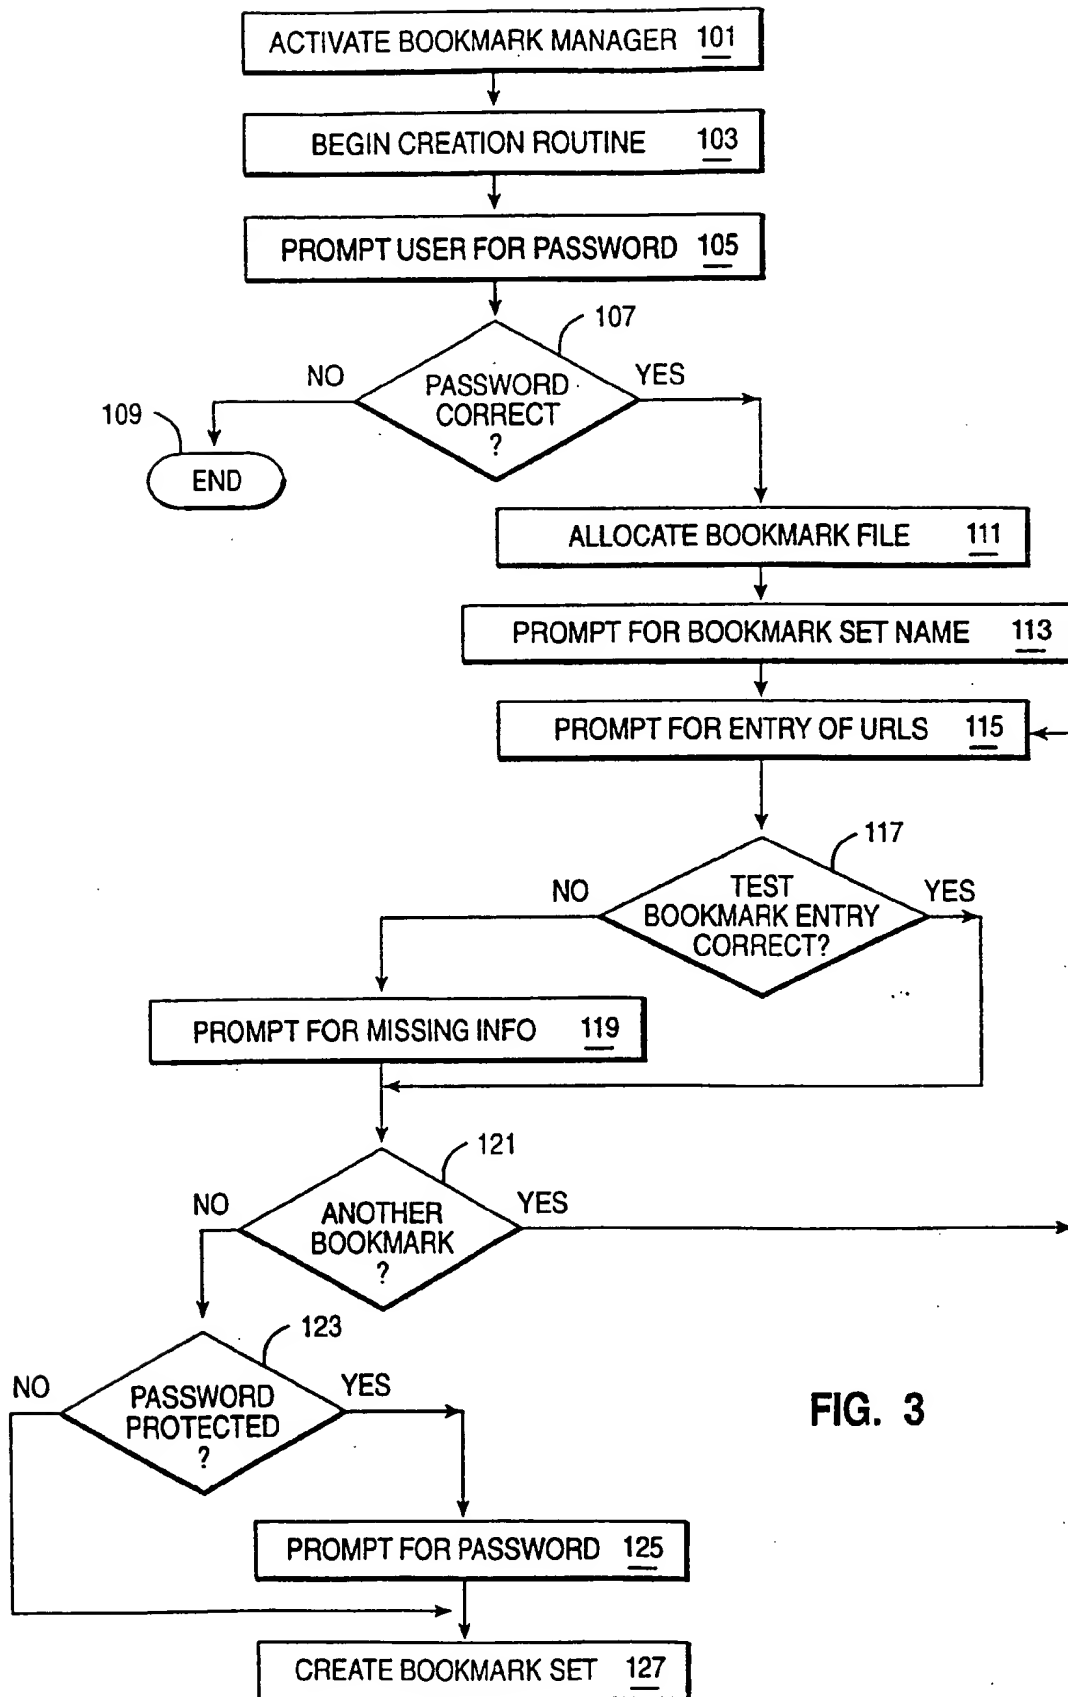 ACTIVATE BOOKMARK MANAGER 101
BEGIN CREATION ROUTINE 103
PROMPT USER FOR PASSWORD 105
107
NO
YES
PASSWORD
CORRECT
?
109
END
ALLOCATE BOOKMARK FILE 111
PROMPT FOR BOOKMARK SET NAME 113
PROMPT FOR ENTRY OF URLS 115
117
NO
YES
TEST
BOOKMARK ENTRY
CORRECT?
PROMPT FOR MISSING INFO 119
121
NO
YES
ANOTHER
BOOKMARK
?
123
NO
YES
PASSWORD
PROTECTED
?
FIG. 3
PROMPT FOR PASSWORD 125
CREATE BOOKMARK SET 127